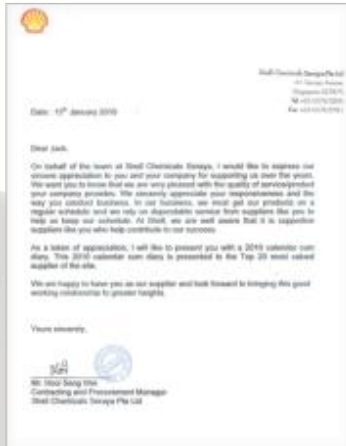 Shell Chemicals Seraya Pte Ltd
Date: 15th January 2010
Dear Jack,
On behalf of the team at Shell Chemicals Seraya, I would like to express our
sincere appreciation to you and your company for supporting us over the years.
We want you to know that we are very pleased with the quality of service/product
your company provides. We sincerely appreciate your responsiveness and the
way you conduct business. In our business, we must get our products on a
regular schedule and we rely on dependable service from suppliers like you to
help us keep our schedule. At Shell, we are well aware that it is supportive
suppliers like you who help contribute to our success.
As a token of appreciation, I will like to present you with a 2010 calendar cum
diary. This 2010 calendar cum diary is presented to the Top 20 most valued
supplier of the site.
We are happy to have you as our supplier and look forward to bringing this good
working relationship to greater heights.
Yours sincerely,
Mr. Hooi Seng
Contracting and Procurement Manager
Shell Chemicals Seraya Pte Ltd